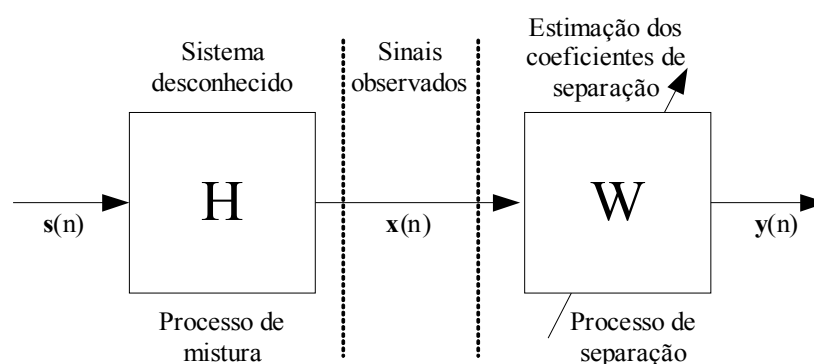 Sistema
desconhecido
Sinais
observados
Estimação dos
coeficientes de
separação
H
W
s(n)
x(n)
y(n)
Processo de
mistura
Processo de
separação